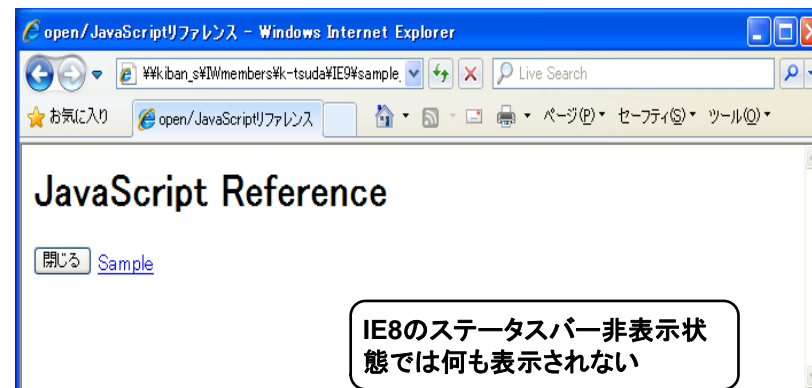 open/JavaScriptリファレンス - Windows Internet Explorer
¥¥kiban_s¥IWmembers¥k-tsuda¥IE9¥sample_
Live Search
お気に入り
open/JavaScriptリファレンス
ページ(P)
セーフティ(S)
ツール(O)
JavaScript Reference
閉じる Sample
IE8のステータスバー非表示状
態では何も表示されない